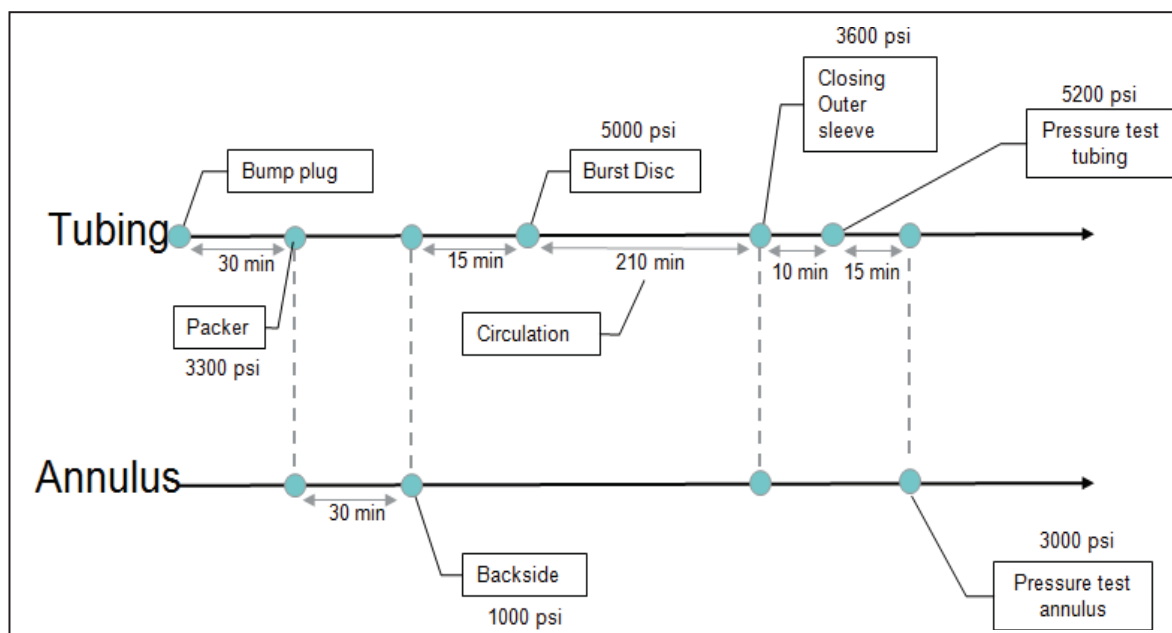 3600 psi
Closing
Outer
sleeve
5200 psi
Pressure test
tubing
5000 psi
Burst Disc
Bump plug
Tubing
30 min
15 min
210 min
10 min
15 min
Packer
3300 psi
Circulation
Annulus
30 min
Backside
1000 psi
3000 psi
Pressure test
annulus